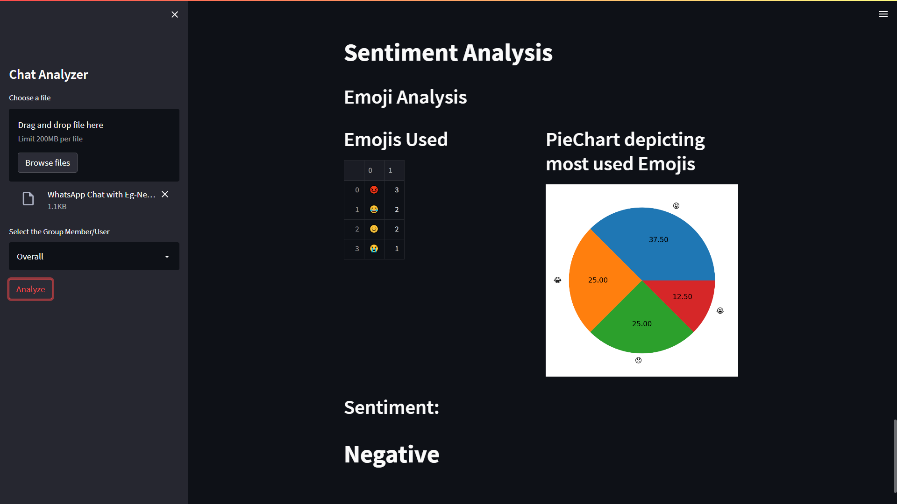 Chat Analyzer
Choose a file
Drag and drop file here
Limit 200MB per file
Browse files
WhatsApp Chat with Eg-Ne...
1.1KB
Select the Group Member/User
Overall
Analyze
Sentiment Analysis
Emoji Analysis
Emojis Used
0 1
0 😡 3
1 😂 2
2 🙂 2
3 😭 1
PieChart depicting
most used Emojis
37.50
25.00
12.50
25.00
Sentiment:
Negative